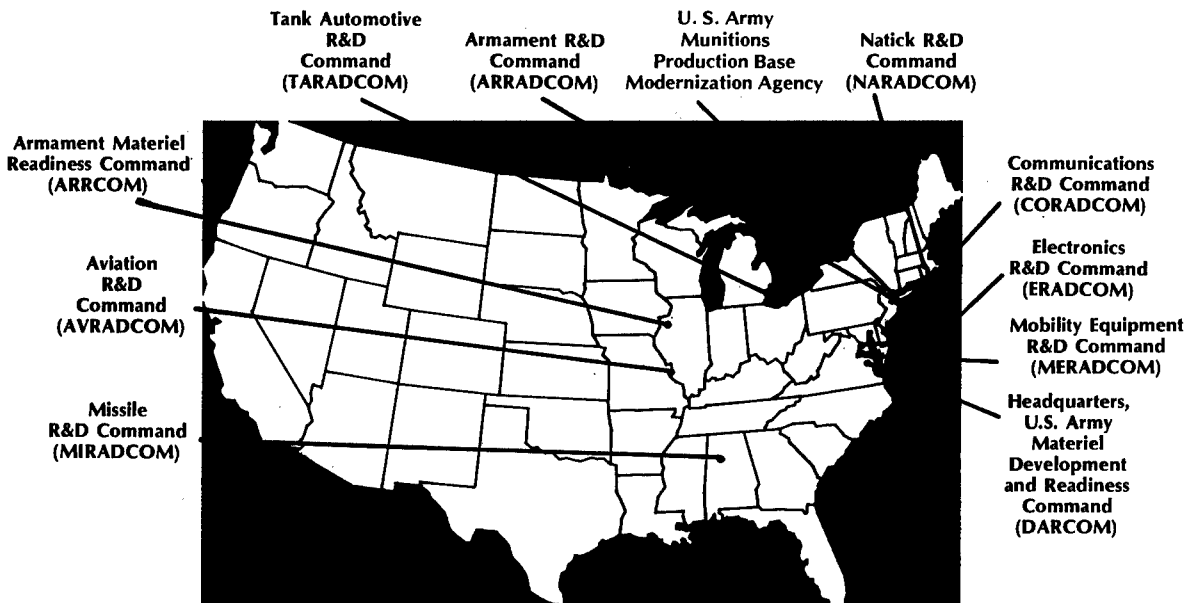 Tank Automotive
R&D
Command
(TARADCOM)
Armament R&D
Command
(ARRADCOM)
U. S. Army
Munitions
Production Base
Modernization Agency
Natick R&D
Command
(NARADCOM)
Armament Materiel
Readiness Command
(ARRCOM)
Aviation
R&D
Command
(AVRADCOM)
Missile
R&D Command
(MIRADCOM)
Communications
R&D Command
(CORADCOM)
Electronics
R&D Command
(ERADCOM)
Mobility Equipment
R&D Command
(MERADCOM)
Headquarters,
U.S. Army
Materiel
Development
and Readiness
Command
(DARCOM)